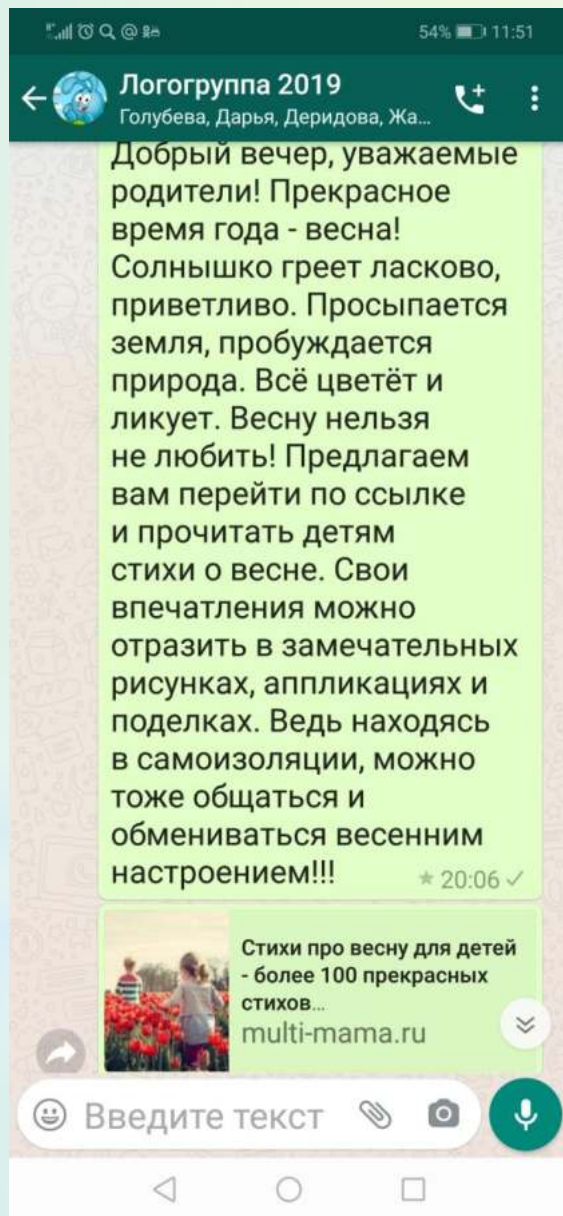 54% 11:51
Логогруппа 2019
Голубева, Дарья, Деридова, Жа...
Добрый вечер, уважаемые
родители! Прекрасное
время года - весна!
Солнышко греет ласково,
приветливо. Просыпается
земля, пробуждается
природа. Всё цветёт и
ликует. Весну нельзя
не любить! Предлагаем
вам перейти по ссылке
и прочитать детям
стихи о весне. Свои
впечатления можно
отразить в замечательных
рисунках, аппликациях и
поделках. Ведь находясь
в самоизоляции, можно
тоже общаться и
обмениваться весенним
настроением!!!
20:06
Стихи про весну для детей
- более 100 прекрасных
стихов...
multi-mama.ru
Введите текст